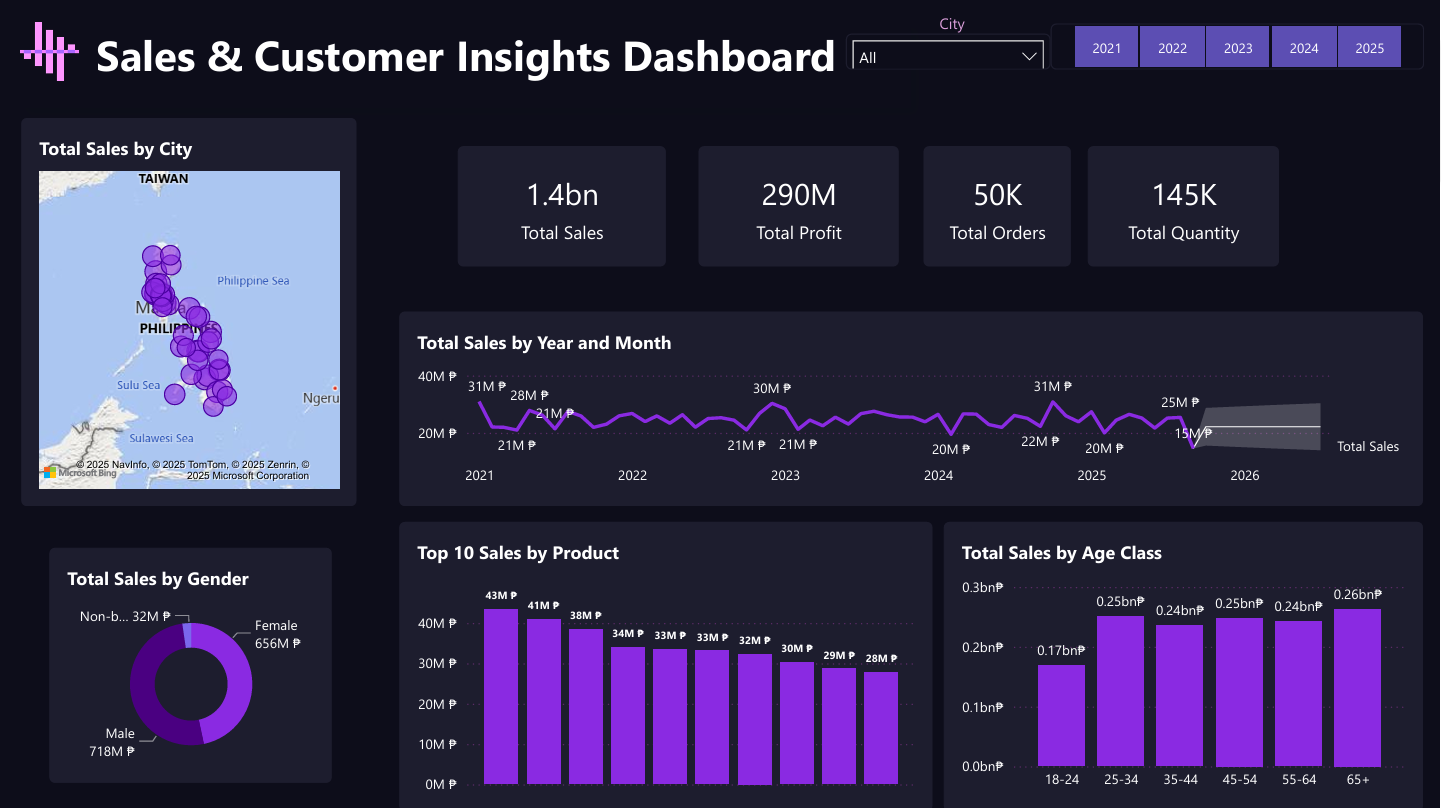 Sales & Customer Insights Dashboard
City
All
2021 2022 2023 2024 2025
Total Sales by City
TAIWAN
Philippine Sea
PHILIPPINES
Sulu Sea
Ngeru
Sulawesi Sea
© 2025 NavInfo, © 2025 TomTom, © 2025 Zenrin, ©
2025 Microsoft Corporation
Microsoft Bing
1.4bn
Total Sales
290M
Total Profit
50K
Total Orders
145K
Total Quantity
Total Sales by Year and Month
40M ₱
20M ₱
31M ₱
28M ₱
21M ₱
21M ₱
30M ₱
21M ₱
21M ₱
20M ₱
31M ₱
22M ₱
20M ₱
25M ₱
15M ₱
Total Sales
2021 2022 2023 2024 2025 2026
Total Sales by Gender
Non-b... 32M ₱
Female
656M ₱
Male
718M ₱
Top 10 Sales by Product
40M ₱
30M ₱
20M ₱
10M ₱
0M ₱
43M ₱ 41M ₱ 38M ₱ 34M ₱ 33M ₱ 33M ₱ 32M ₱ 30M ₱ 29M ₱ 28M ₱
Total Sales by Age Class
0.3bn₱
0.2bn₱
0.1bn₱
0.0bn₱
0.17bn₱ 0.25bn₱ 0.24bn₱ 0.25bn₱ 0.24bn₱ 0.26bn₱
18-24 25-34 35-44 45-54 55-64 65+